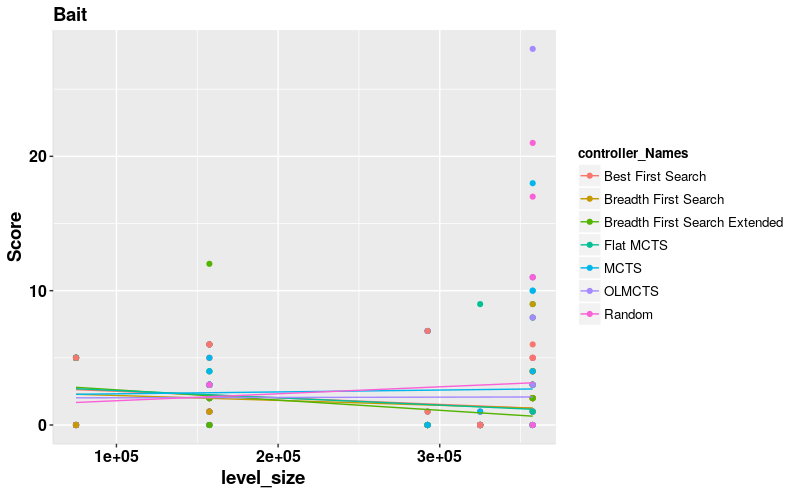 Bait
Score
20
10
0
1e+05
2e+05
3e+05
level_size
controller_Names
Best First Search
Breadth First Search
Breadth First Search Extended
Flat MCTS
MCTS
OLMCTS
Random